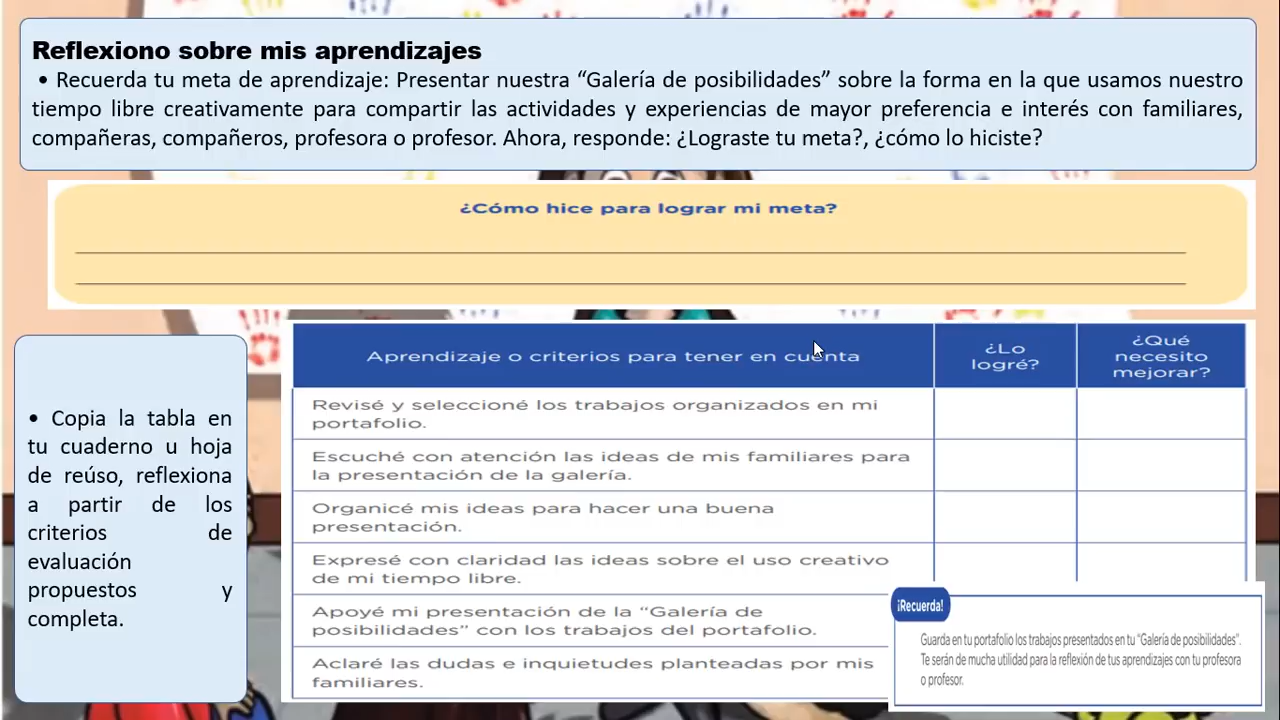 Reflexiono sobre mis aprendizajes
• Recuerda tu meta de aprendizaje: Presentar nuestra “Galería de posibilidades” sobre la forma en la que usamos nuestro
tiempo libre creativamente para compartir las actividades y experiencias de mayor preferencia e interés con familiares,
compañeras, compañeros, profesora o profesor. Ahora, responde: ¿Lograste tu meta?, ¿cómo lo hiciste?
¿Cómo hice para lograr mi meta?
• Copia la tabla en
tu cuaderno u hoja
de reúso, reflexiona
a partir de los
criterios de
evaluación
propuestos y
completa.
Aprendizaje o criterios para tener en cuenta
¿Lo
logré?
¿Qué
necesito
mejorar?
Revisé y seleccioné los trabajos organizados en mi
portafolio.
Escuché con atención las ideas de mis familiares para
la presentación de la galería.
Organicé mis ideas para hacer una buena
presentación.
Expresé con claridad las ideas sobre el uso creativo
de mi tiempo libre.
Apoyé mi presentación de la “Galería de
posibilidades” con los trabajos del portafolio.
Aclaré las dudas e inquietudes planteadas por mis
familiares.
¡Recuerda!
Guarda en tu portafolio los trabajos presentados en tu “Galería de posibilidades”.
Te serán de mucha utilidad para la reflexión de tus aprendizajes con tu profesora
o profesor.